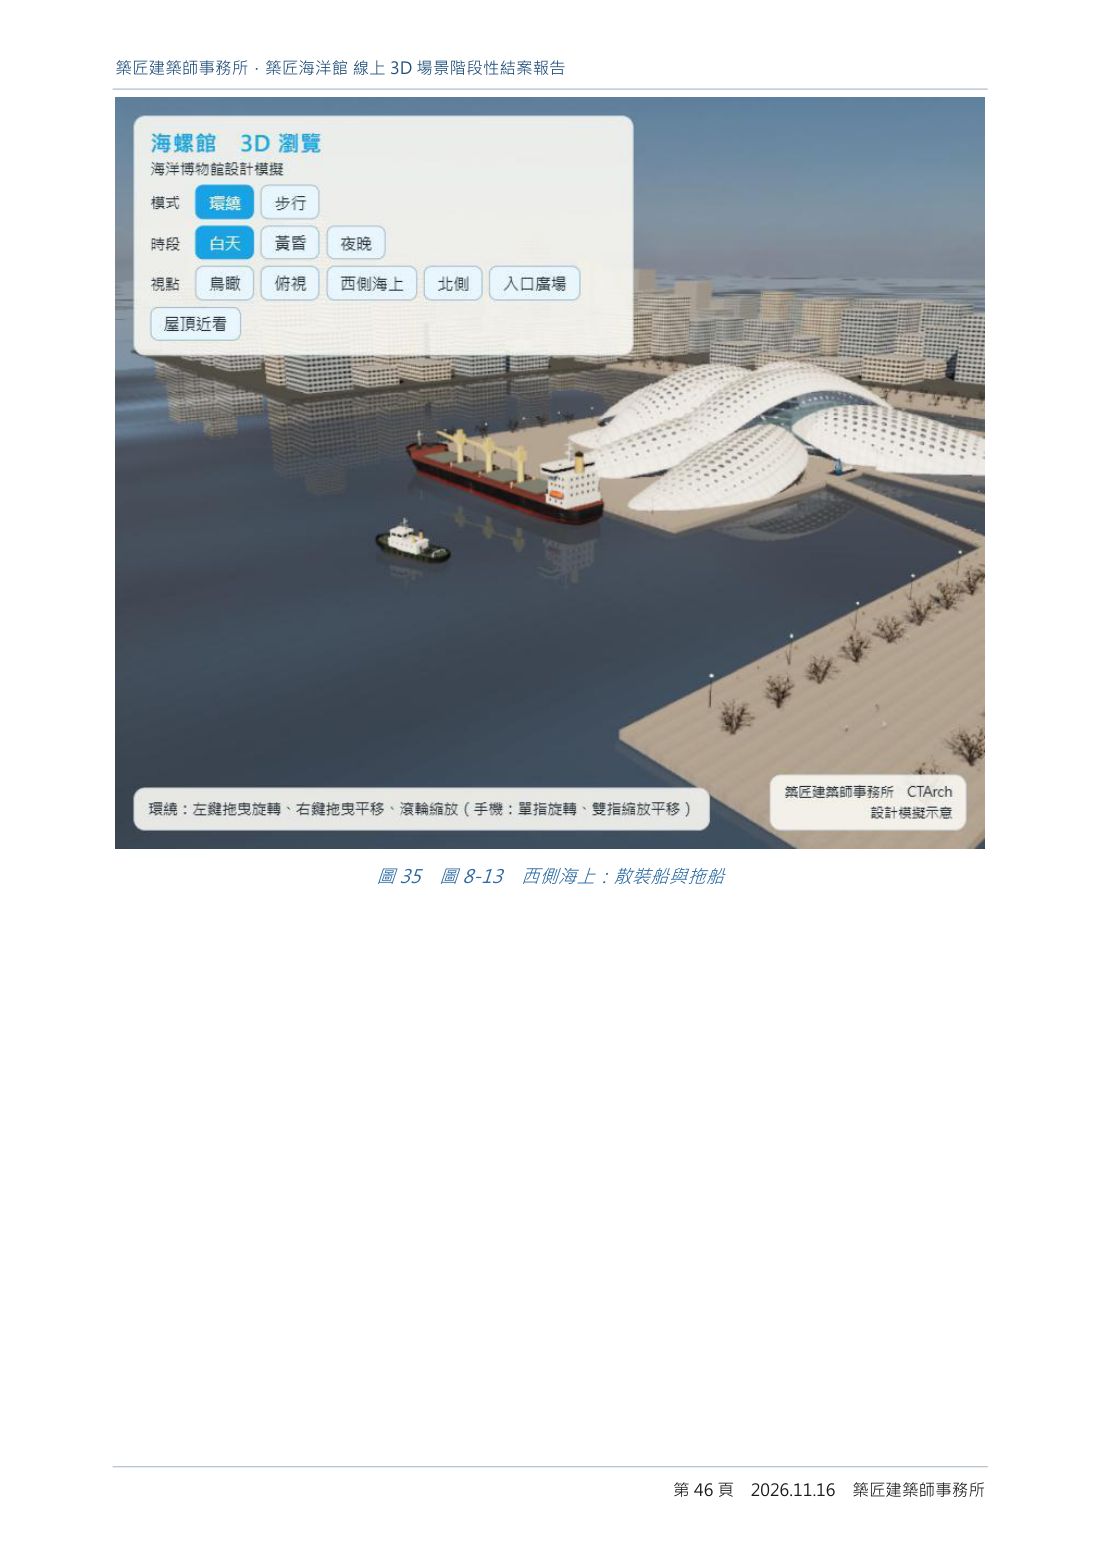 築匠建築師事務所．築匠海洋館 線上 3D 場景階段性結案報告
海螺館　3D 瀏覽
海洋博物館設計模擬
模式 環繞 步行
時段 白天 黃昏 夜晚
視點 鳥瞰 俯視 西側海上 北側 入口廣場
屋頂近看
環繞：左鍵拖曳旋轉、右鍵拖曳平移、滾輪縮放（手機：單指旋轉、雙指縮放平移）
築匠建築師事務所　CTArch
設計模擬示意
圖 35　圖 8-13　西側海上：散裝船與拖船
第 46 頁　2026.11.16　築匠建築師事務所